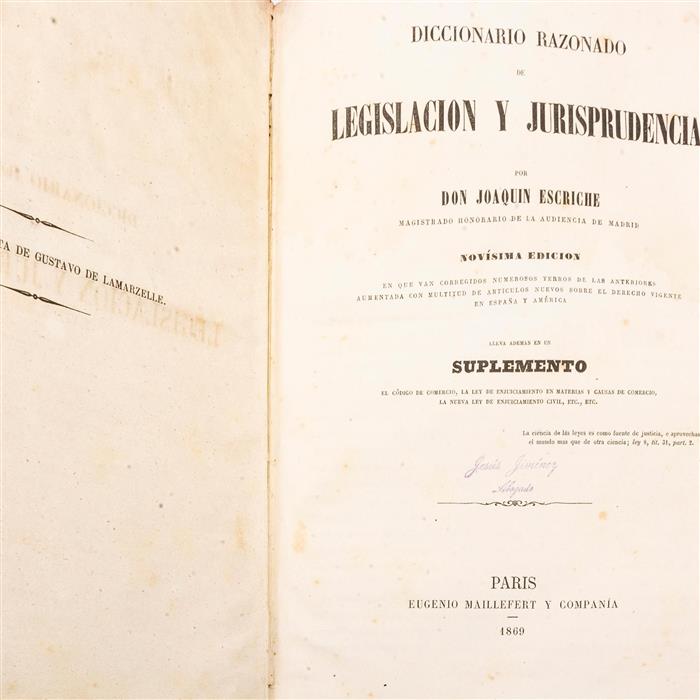 TA DE GUSTAVO DE LAMARZELLE.
DICCIONARIO RAZONADO
DE
LEGISLACION Y JURISPRUDENCIA
POR
DON JOAQUIN ESCRICHE
MAGISTRADO HONORARIO DE LA AUDIENCIA DE MADRID
NOVÍSIMA EDICION
EN QUE VAN CORREGIDOS NUMEROSOS YERROS DE LAS ANTERIORES
AUMENTADA CON MULTITUD DE ARTÍCULOS NUEVOS SOBRE EL DERECHO VIGENTE
EN ESPAÑA Y AMÉRICA
LLEVA ADEMAS EN UN
SUPLEMENTO
EL CÓDIGO DE COMERCIO, LA LEY DE ENJUICIAMIENTO EN MATERIAS Y CAUSAS DE COMERCIO,
LA NUEVA LEY DE ENJUICIAMIENTO CIVIL, ETC., ETC.
La ciencia de las leyes es como fuente de justicia, e aprovechas
el mundo mas que de otra ciencia; ley 8, tit. 31, part. 2.
Jesús Jiménez
Abogado
PARIS
EUGENIO MAILLEFERT Y COMPANÍA
1869